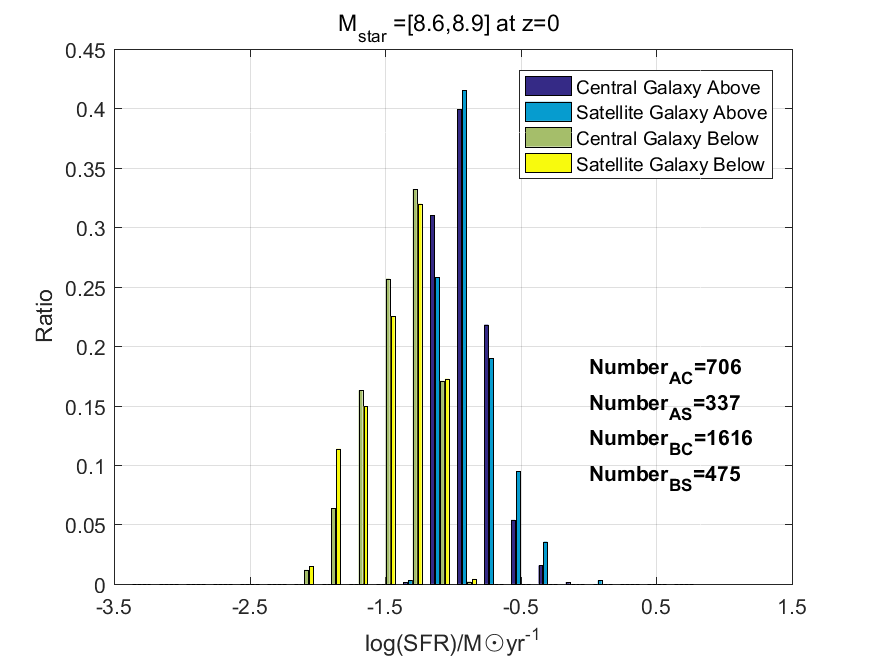 M_star =[8.6,8.9] at z=0
0.45
0.4
0.35
0.3
0.25
0.2
0.15
0.1
0.05
0
Ratio
Central Galaxy Above
Satellite Galaxy Above
Central Galaxy Below
Satellite Galaxy Below
Number_AC=706
Number_AS=337
Number_BC=1616
Number_BS=475
-3.5 -2.5 -1.5 -0.5 0.5 1.5
log(SFR)/M☉yr^-1